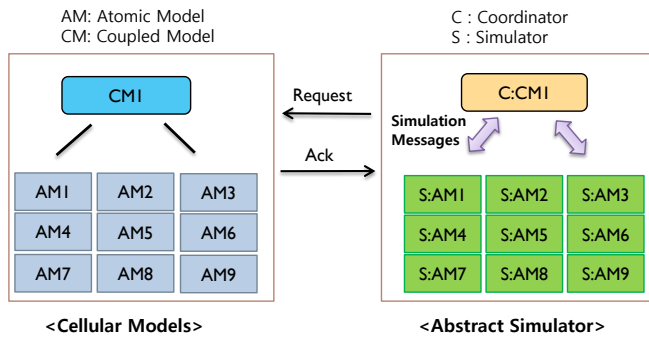 AM: Atomic Model
CM: Coupled Model
C : Coordinator
S : Simulator
CM1
Request
C:CM1
Simulation
Messages
Ack
AM1 AM2 AM3
AM4 AM5 AM6
AM7 AM8 AM9
S:AM1 S:AM2 S:AM3
S:AM4 S:AM5 S:AM6
S:AM7 S:AM8 S:AM9
<Cellular Models>
<Abstract Simulator>